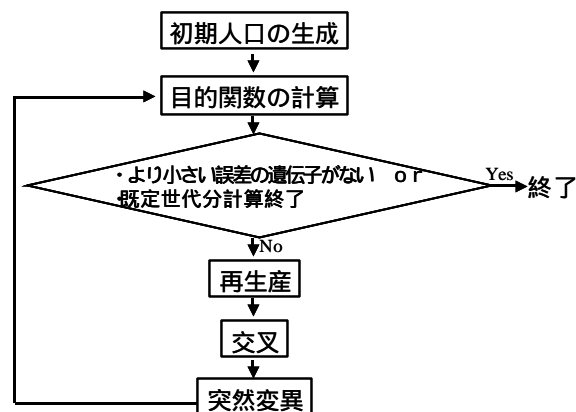 初期人口の生成
目的関数の計算
・より小さい誤差の遺伝子がない or
・既定世代分計算終了
Yes
終了
No
再生産
交叉
突然変異